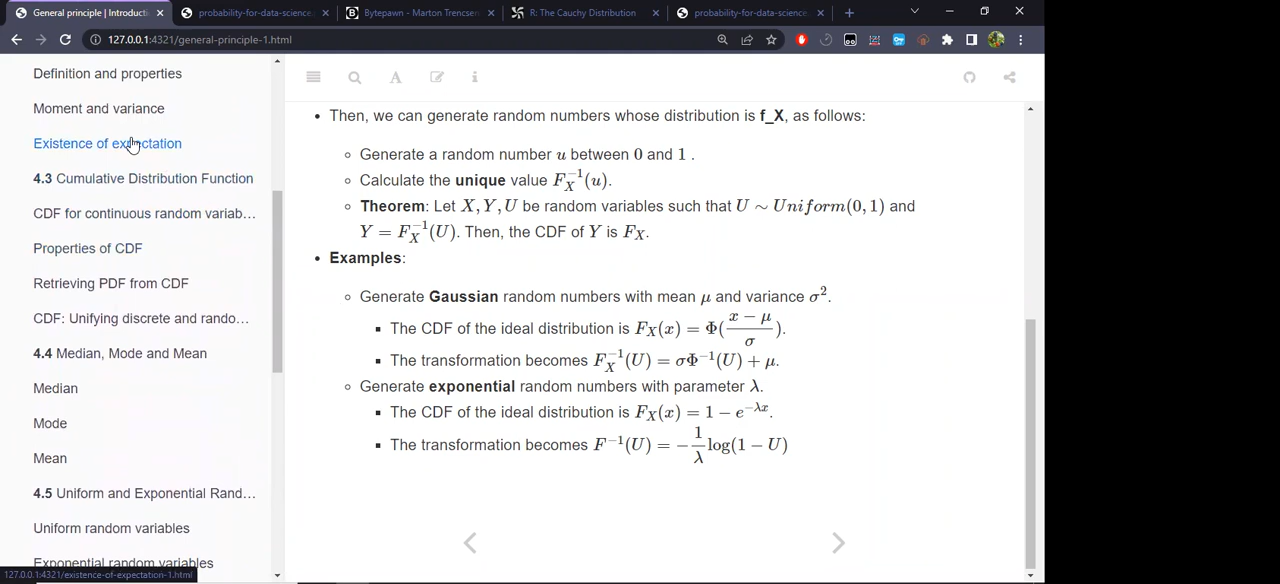 General principle | Introducti
probability-for-data-science.
Bytepawn - Marton Trencser
R: The Cauchy Distribution
probability-for-data-science.
127.0.0.1:4321/general-principle-1.html
Definition and properties
Moment and variance
Existence of expectation
4.3 Cumulative Distribution Function
CDF for continuous random variab...
Properties of CDF
Retrieving PDF from CDF
CDF: Unifying discrete and rando...
4.4 Median, Mode and Mean
Median
Mode
Mean
4.5 Uniform and Exponential Rand...
Uniform random variables
Exponential random variables
127.0.0.1:4321/existence-of-expectation-1.html
• Then, we can generate random numbers whose distribution is f_X, as follows:
◦ Generate a random number u between 0 and 1 .
◦ Calculate the unique value F_X^{-1}(u).
◦ Theorem: Let X, Y, U be random variables such that U ∼ Uniform(0, 1) and
Y = F_X^{-1}(U). Then, the CDF of Y is F_X.
• Examples:
◦ Generate Gaussian random numbers with mean μ and variance σ².
▪ The CDF of the ideal distribution is F_X(x) = Φ(\frac{x − μ}{σ}).
▪ The transformation becomes F_X^{-1}(U) = σΦ^{-1}(U) + μ.
◦ Generate exponential random numbers with parameter λ.
▪ The CDF of the ideal distribution is F_X(x) = 1 − e^{−λx}.
▪ The transformation becomes F^{-1}(U) = −\frac{1}{λ}log(1 − U)